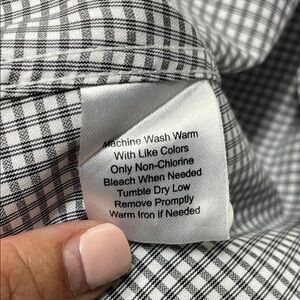 Machine Wash Warm
With Like Colors
Only Non-Chlorine
Bleach When Needed
Tumble Dry Low
Remove Promptly
Warm Iron if Needed